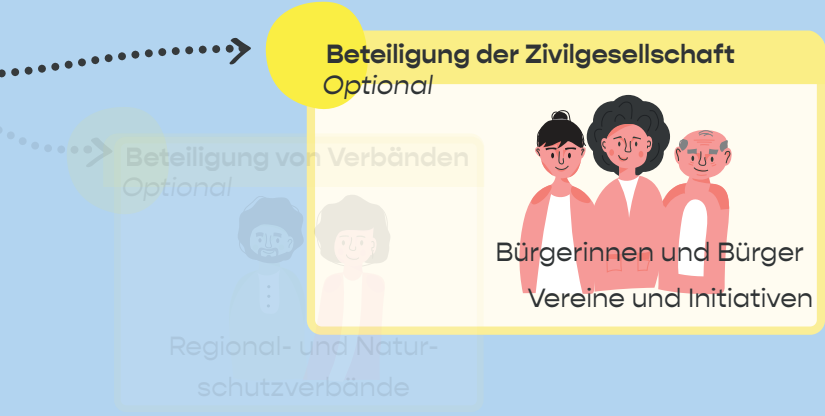 Beteiligung der Zivilgesellschaft
Optional
Beteiligung von Verbänden
Optional
Bürgerinnen und Bürger
Vereine und Initiativen
Regional- und Natur-
schutzverbände